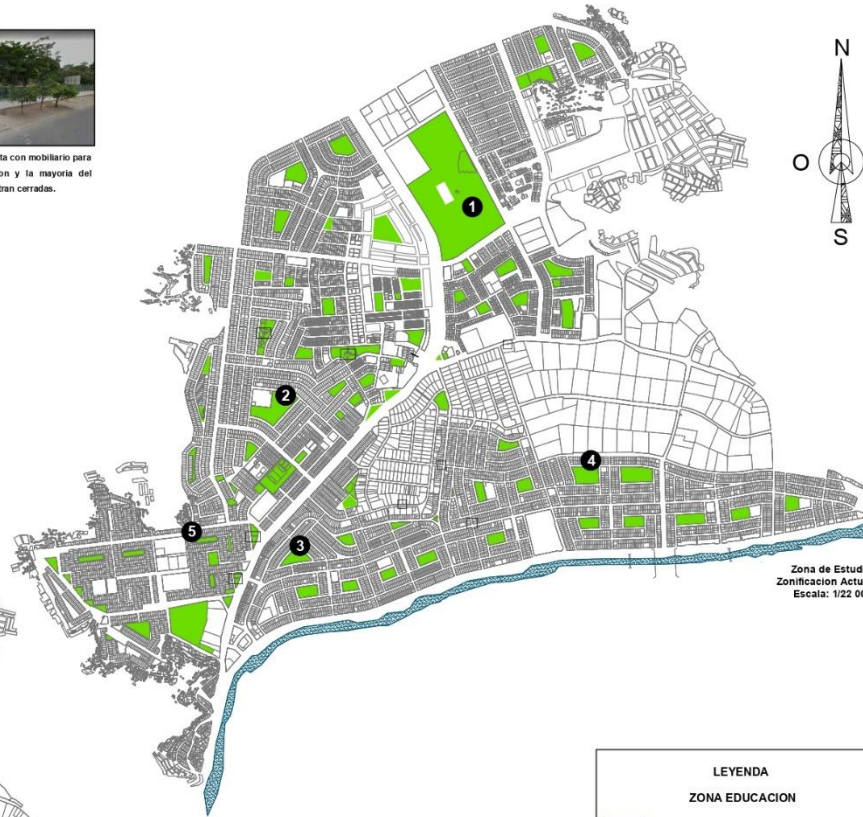 ta con mobiliario para
on y la mayoria del
tran cerradas.
N
O
S
1
2
4
5
3
Zona de Estud
Zonificacion Actu
Escala: 1/22 00
LEYENDA
ZONA EDUCACION